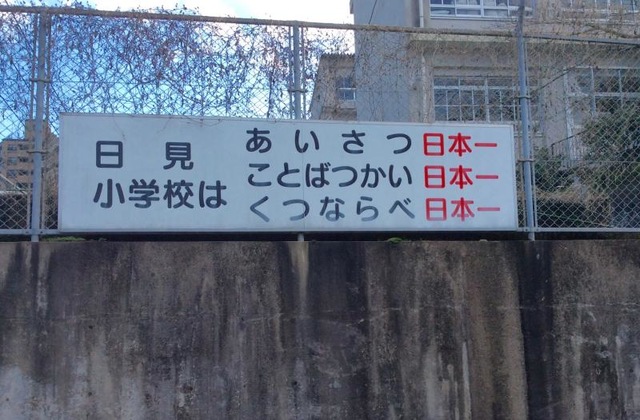 日見
小学校は
あいさつ日本一
ことばつかい日本一
くつならべ日本一